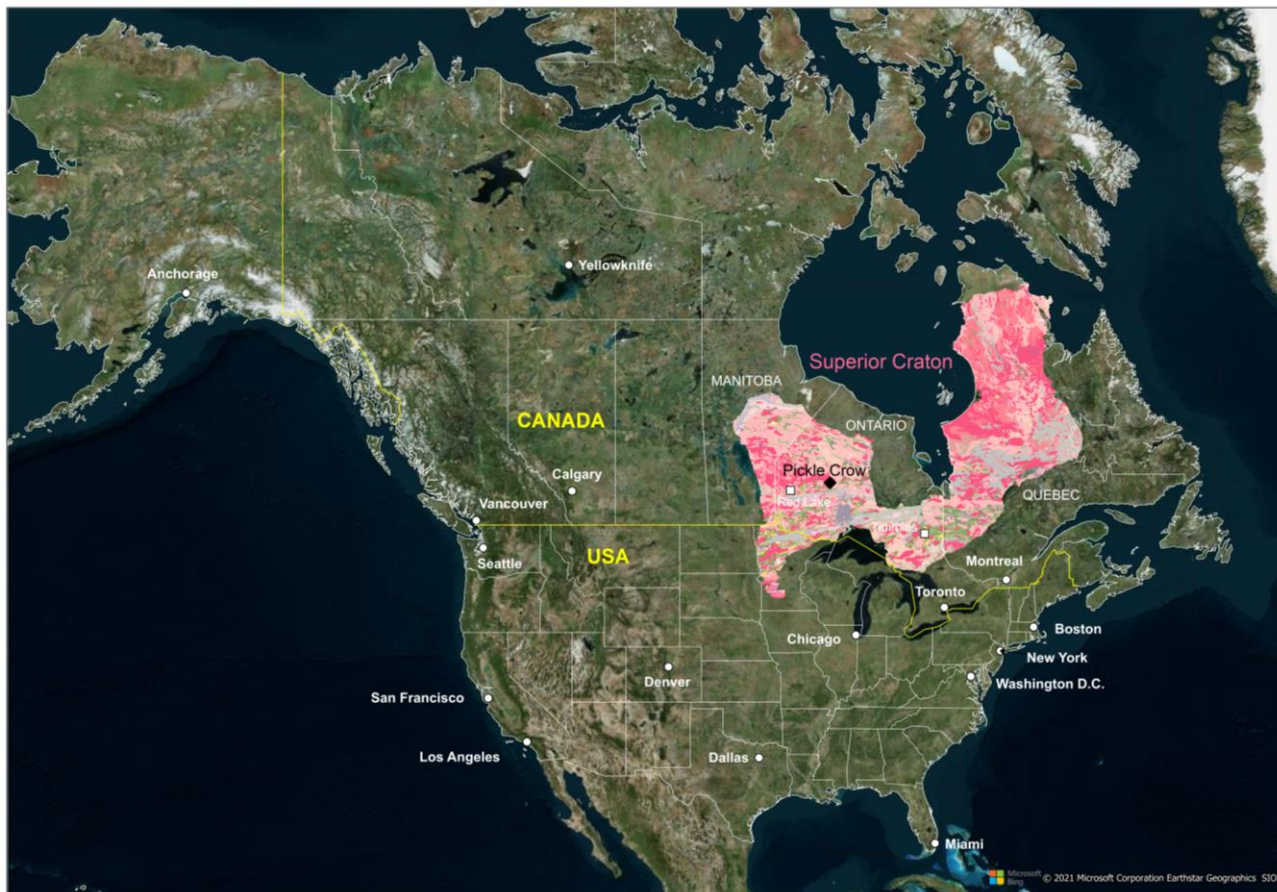 Yellowknife
Anchorage
Superior Craton
MANITOBA
CANADA
ONTARIO
Pickle Crow
Calgary
Red Lake
QUEBEC
Vancouver
USA
Seattle
Montreal
Toronto
Boston
Chicago
New York
Denver
Washington D.C.
San Francisco
Los Angeles
Dallas
Miami
Microsoft
Bing
© 2021 Microsoft Corporation Earthstar Geographics SIO